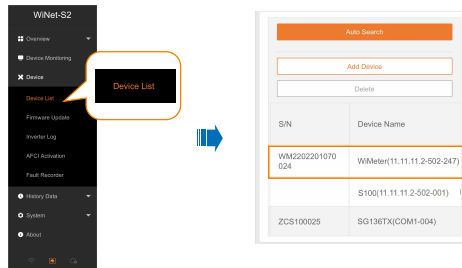 WiNet-S2
Overview
Device Monitoring
Device
Device List
Firmware Update
Inverter Log
AFCI Activation
Fault Recorder
History Data
System
About
Device List
Auto Search
Add Device
Delete
S/N Device Name
WM2202201070
024
WiMeter(11.11.11.2-502-247)
S100(11.11.11.2-502-001)
ZCS100025 SG136TX(COM1-004)